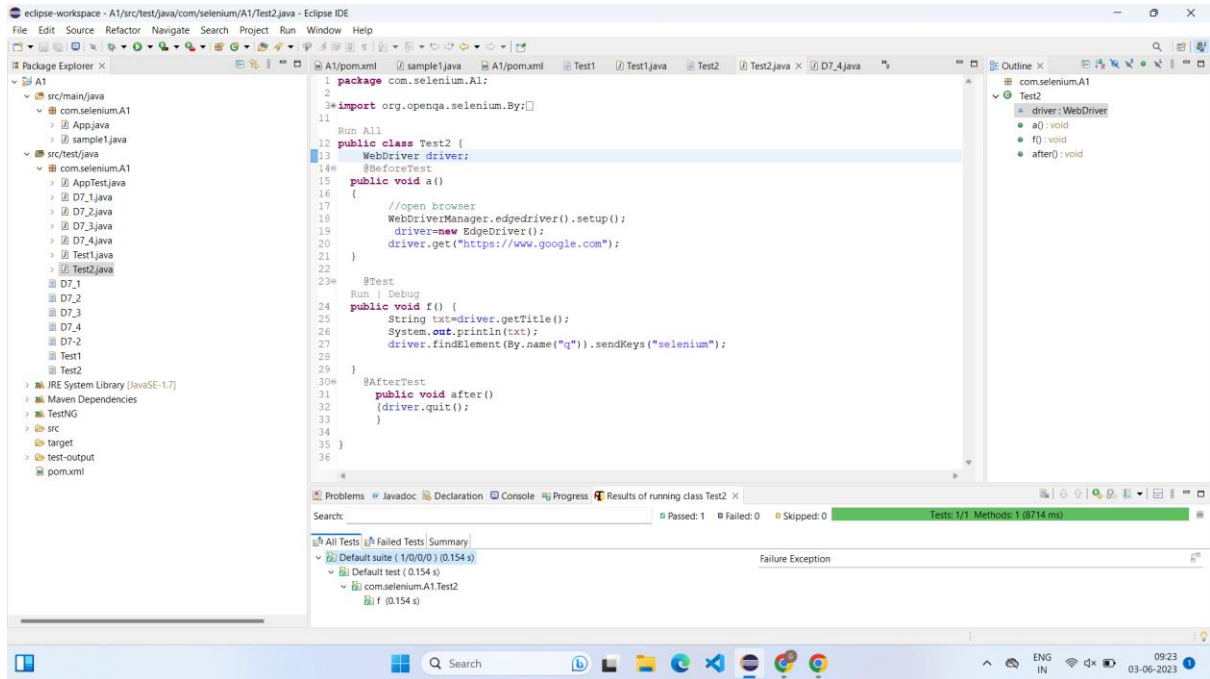 eclipse-workspace - A1/src/test/java/com/selenium/A1/Test2.java - Eclipse IDE
File Edit Source Refactor Navigate Search Project Run Window Help
Package Explorer
A1/pom.xml sample1.java A1/pom.xml Test1 Test1.java Test2 Test2.java D7_4.java
Outline
A1
src/main/java
com.selenium.A1
App.java
sample1.java
src/test/java
com.selenium.A1
AppTest.java
D7_1.java
D7_2.java
D7_3.java
D7_4.java
Test1.java
Test2.java
D7_1
D7_2
D7_3
D7_4
D7-2
Test1
Test2
JRE System Library [JavaSE-1.7]
Maven Dependencies
TestNG
src
target
test-output
pom.xml
1 package com.selenium.A1;
2
3 import org.openqa.selenium.By;
11
Run All
12 public class Test2 {
13 WebDriver driver;
14 @BeforeTest
15 public void a()
16 {
17 //open browser
18 WebDriverManager.edgedriver().setup();
19 driver=new EdgeDriver();
20 driver.get("https://www.google.com");
21 }
22
23 @Test
Run | Debug
24 public void f() {
25 String txt=driver.getTitle();
26 System.out.println(txt);
27 driver.findElement(By.name("q")).sendKeys("selenium");
28
29 }
30 @AfterTest
31 public void after()
32 {driver.quit();
33 }
34
35 }
36
com.selenium.A1
Test2
driver : WebDriver
a() : void
f() : void
after() : void
Problems Javadoc Declaration Console Progress Results of running class Test2
Search: Passed: 1 Failed: 0 Skipped: 0 Tests: 1/1 Methods: 1 (8714 ms)
All Tests Failed Tests Summary
Default suite ( 1/0/0/0 ) (0.154 s)
Default test ( 0.154 s)
com.selenium.A1.Test2
f (0.154 s)
Failure Exception
Search
ENG
IN
09:23
03-06-2023